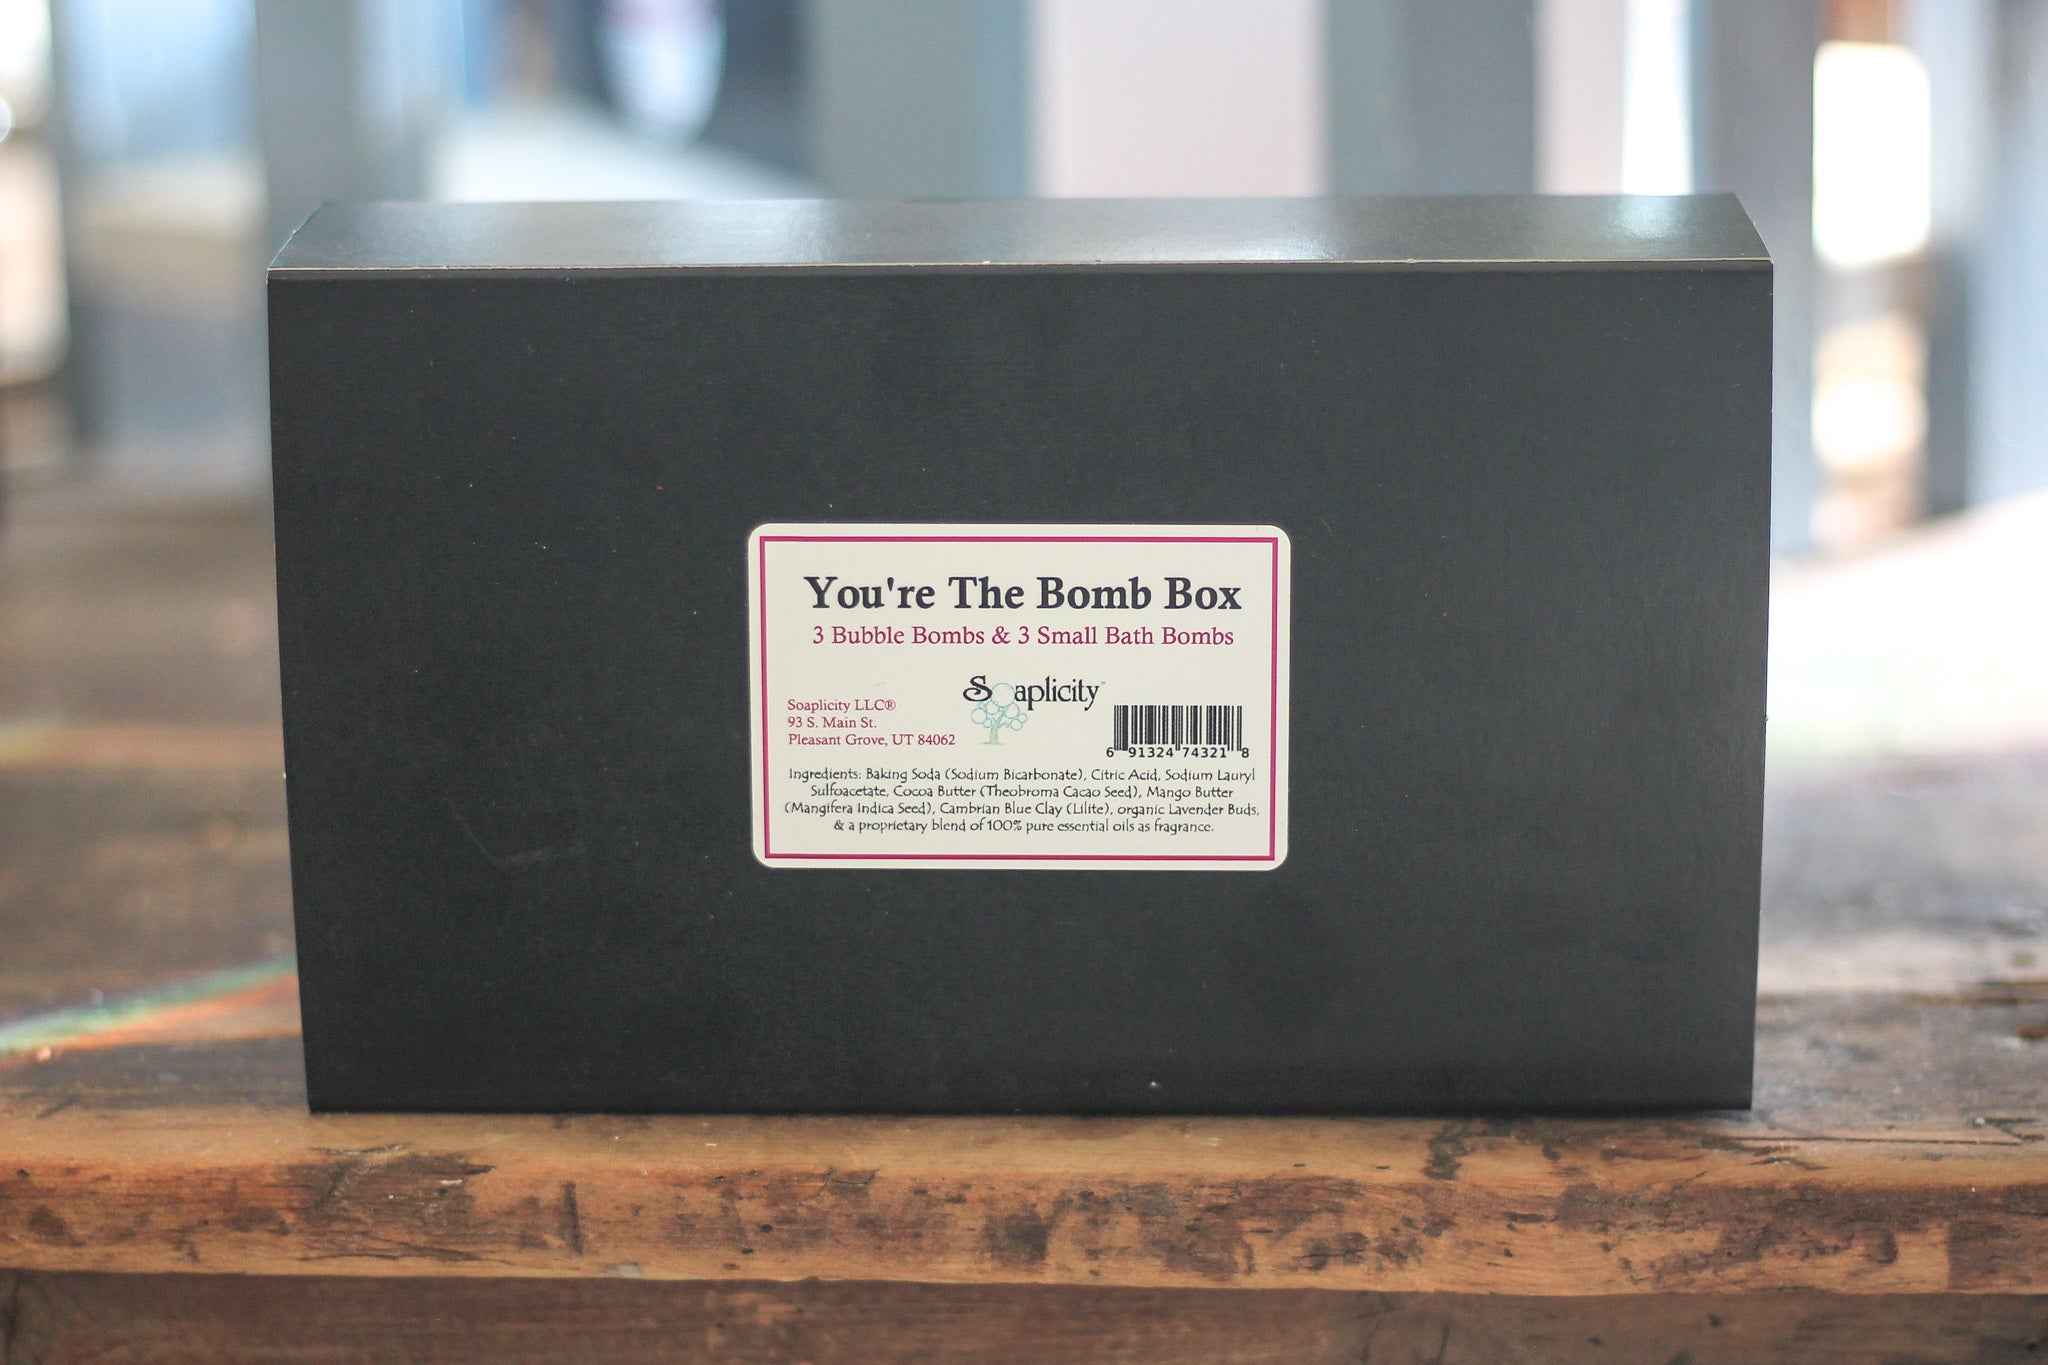 You're The Bomb Box
3 Bubble Bombs & 3 Small Bath Bombs
Soaplicity™
Soaplicity LLC®
93 S. Main St.
Pleasant Grove, UT 84062
6 91324 74321 8
Ingredients: Baking Soda (Sodium Bicarbonate), Citric Acid, Sodium Lauryl
Sulfoacetate, Cocoa Butter (Theobroma Cacao Seed), Mango Butter
(Mangifera Indica Seed), Cambrian Blue Clay (Lilite), organic Lavender Buds,
& a proprietary blend of 100% pure essential oils as fragrance.